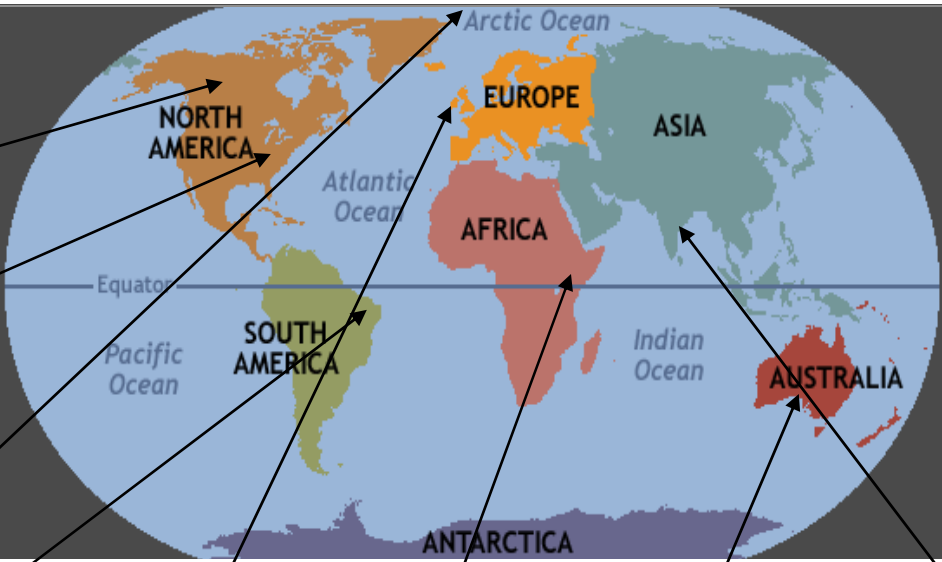 Arctic Ocean
EUROPE
NORTH
AMERICA
ASIA
Atlantic
Ocean
AFRICA
Equator
SOUTH
AMERICA
Pacific
Ocean
Indian
Ocean
AUSTRALIA
ANTARCTICA